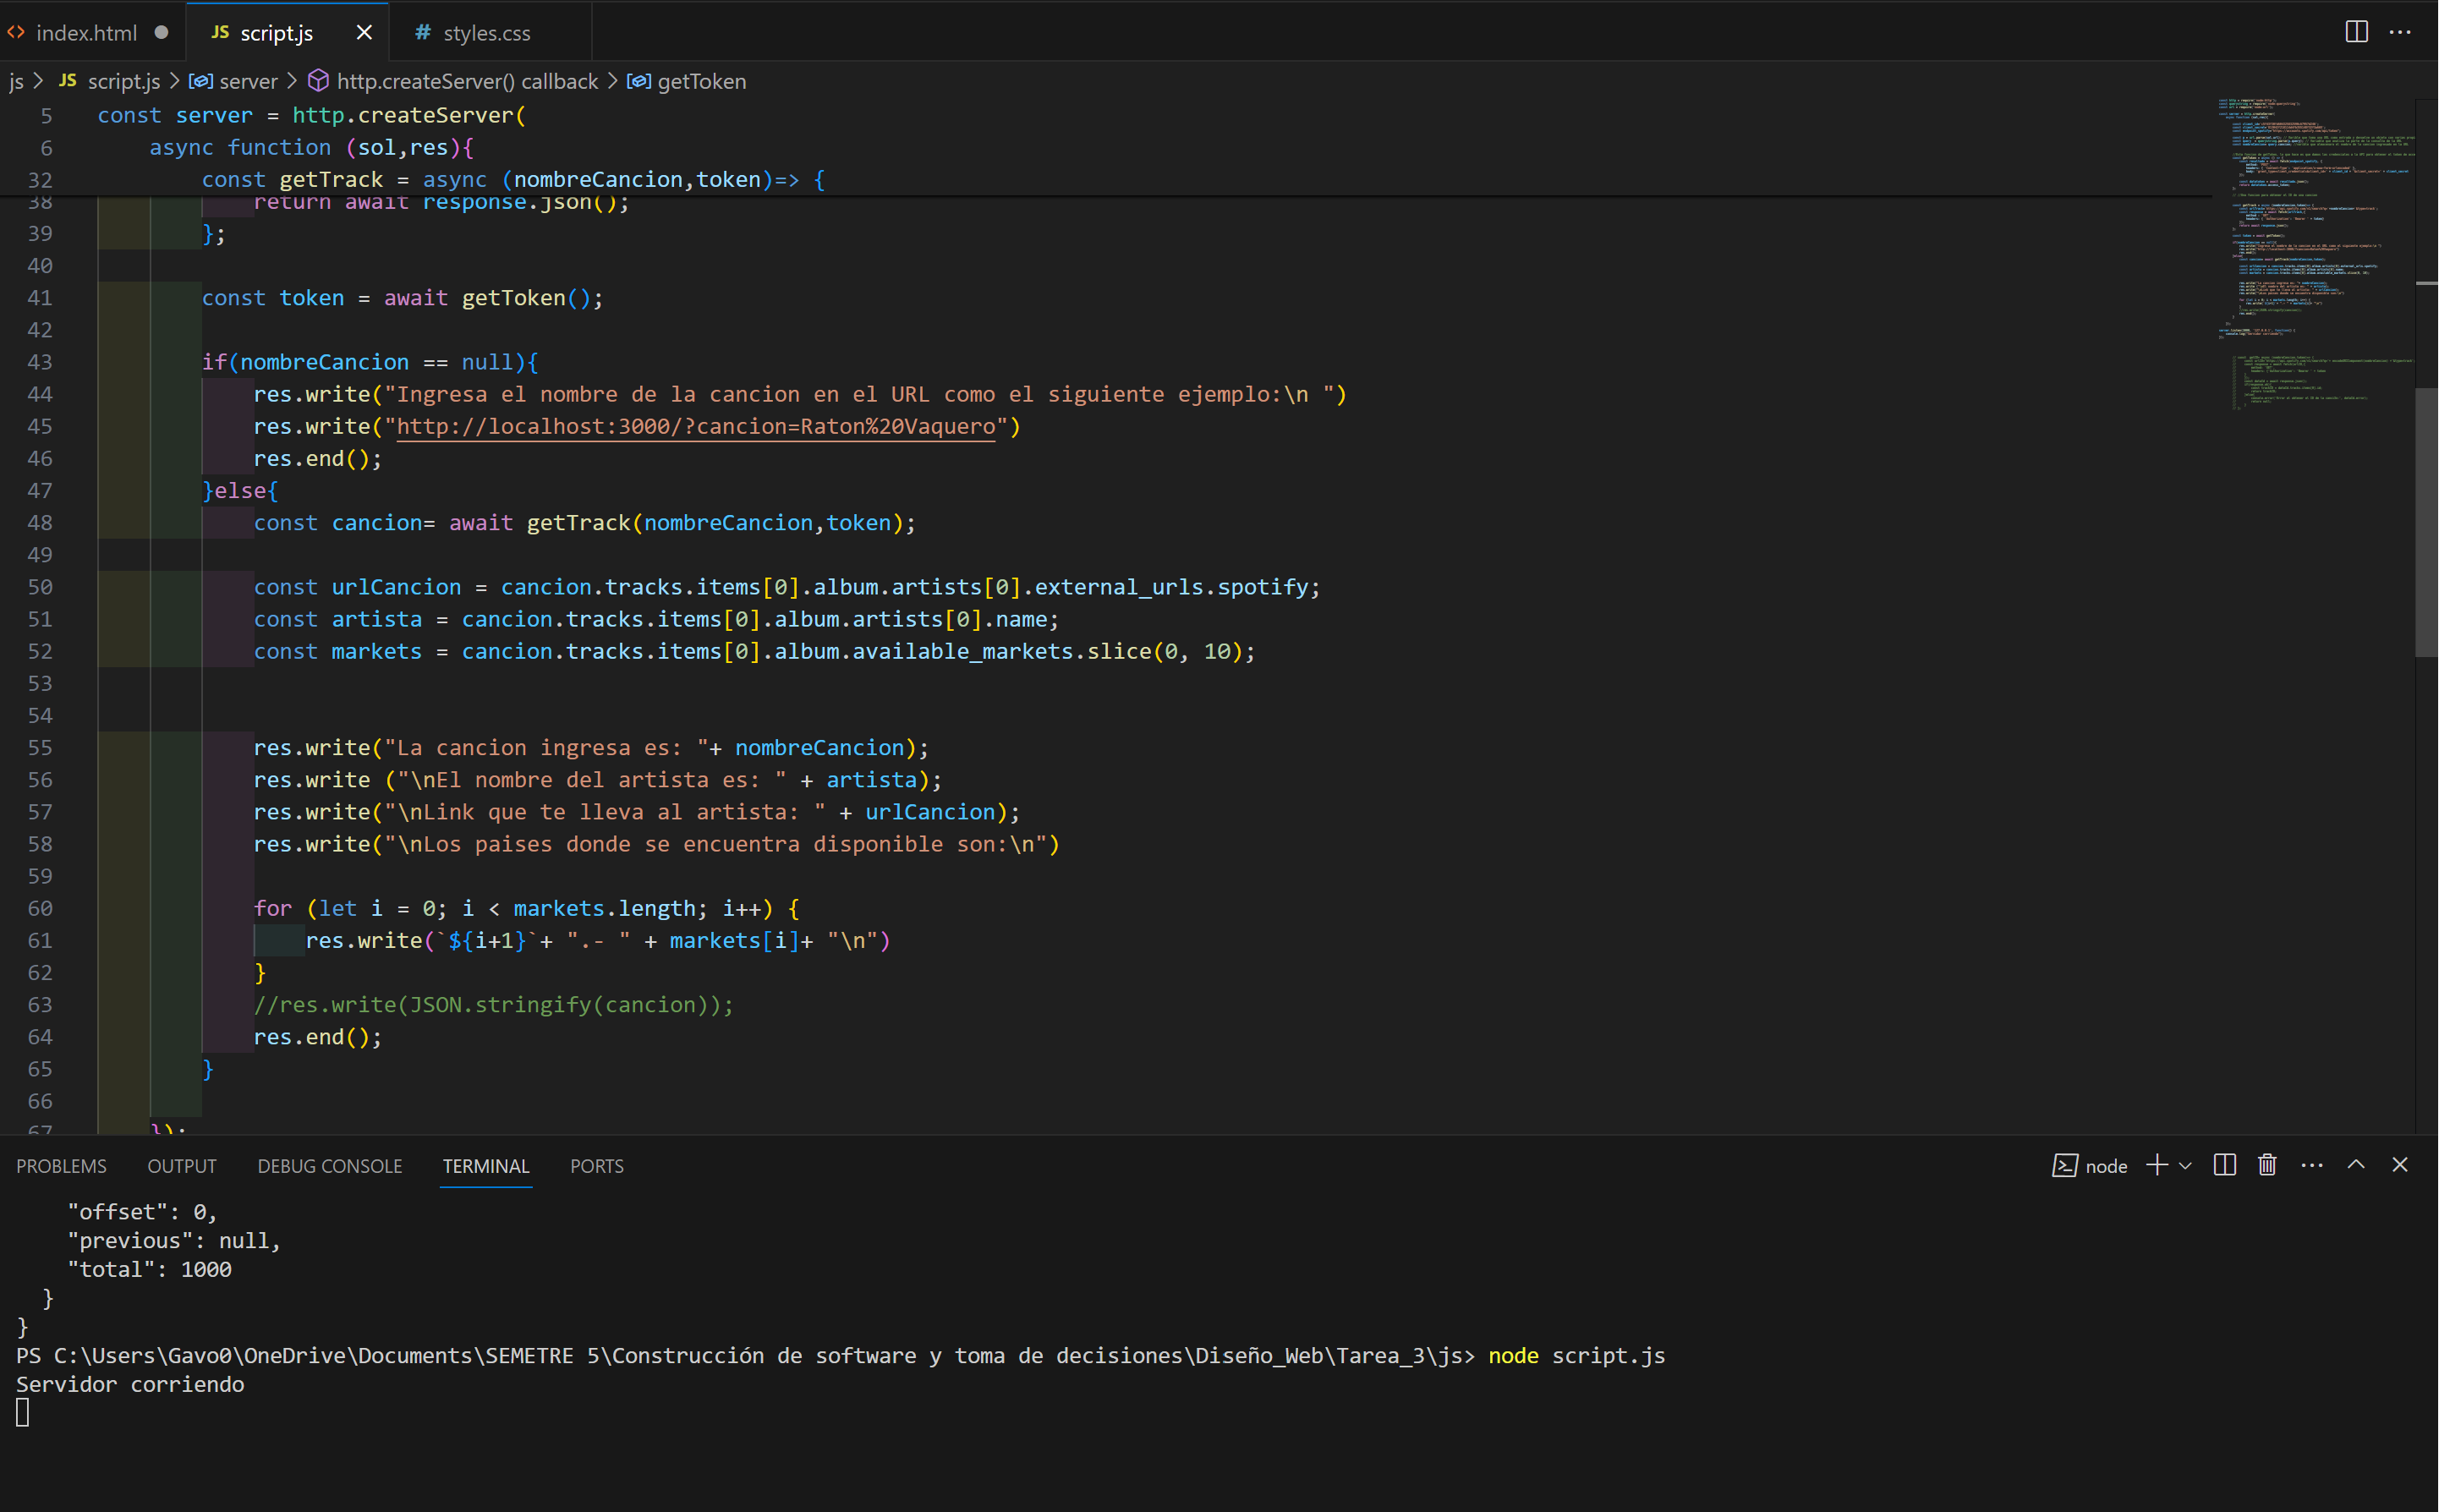 index.html
JS script.js
# styles.css
js > JS script.js > server > http.createServer() callback > getToken
5 const server = http.createServer(
6 async function (sol,res){
32 const getTrack = async (nombreCancion,token)=> {
38 return await response.json();
39 };
40
41 const token = await getToken();
42
43 if(nombreCancion == null){
44 res.write("Ingresa el nombre de la cancion en el URL como el siguiente ejemplo:\n ")
45 res.write("http://localhost:3000/?cancion=Raton%20Vaquero")
46 res.end();
47 }else{
48 const cancion= await getTrack(nombreCancion,token);
49
50 const urlCancion = cancion.tracks.items[0].album.artists[0].external_urls.spotify;
51 const artista = cancion.tracks.items[0].album.artists[0].name;
52 const markets = cancion.tracks.items[0].album.available_markets.slice(0, 10);
53
54
55 res.write("La cancion ingresa es: "+ nombreCancion);
56 res.write ("\nEl nombre del artista es: " + artista);
57 res.write("\nLink que te lleva al artista: " + urlCancion);
58 res.write("\nLos paises donde se encuentra disponible son:\n")
59
60 for (let i = 0; i < markets.length; i++) {
61 res.write(`${i+1}`+ ".- " + markets[i]+ "\n")
62 }
63 //res.write(JSON.stringify(cancion));
64 res.end();
65 }
66
67 });
PROBLEMS OUTPUT DEBUG CONSOLE TERMINAL PORTS
node
"offset": 0,
"previous": null,
"total": 1000
}
}
PS C:\Users\Gavo0\OneDrive\Documents\SEMETRE 5\Construcción de software y toma de decisiones\Diseño_Web\Tarea_3\js> node script.js
Servidor corriendo